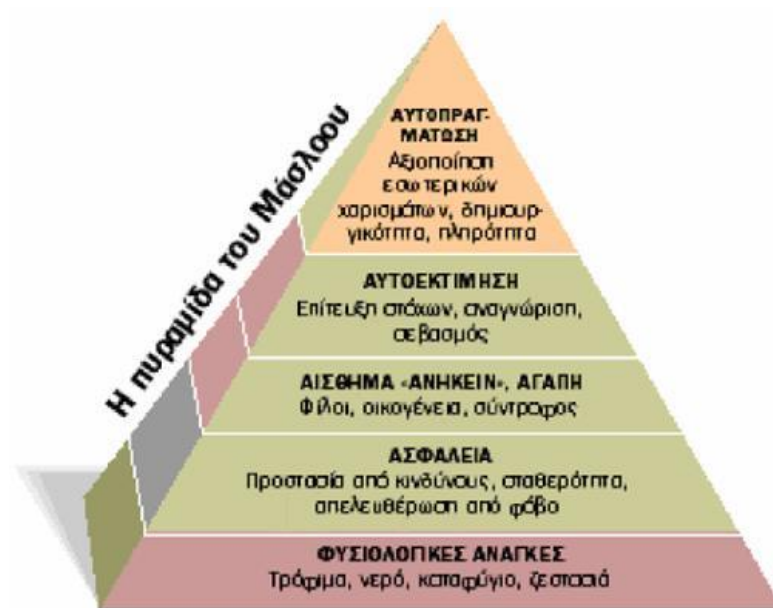 Η πυραμίδα του Μάσλοου
ΑΥΤΟΠΡΑΓ-
ΜΑΤΩΣΗ
Αξιοποίηση
εσωτερικών
χαρισμάτων, δημιουρ-
γικότητα, πληρότητα
ΑΥΤΟΕΚΤΙΜΗΣΗ
Επίτευξη στόχων, αναγνώριση,
σεβασμός
ΑΙΣΘΗΜΑ «ΑΝΗΚΕΙΝ», ΑΓΑΠΗ
Φίλοι, οικογένεια, σύντροφος
ΑΣΦΑΛΕΙΑ
Προστασία από κινδύνους, σταθερότητα,
απελευθέρωση από φόβο
ΦΥΣΙΟΛΟΓΙΚΕΣ ΑΝΑΓΚΕΣ
Τρόφιμα, νερό, καταφύγιο, ζεστασιά